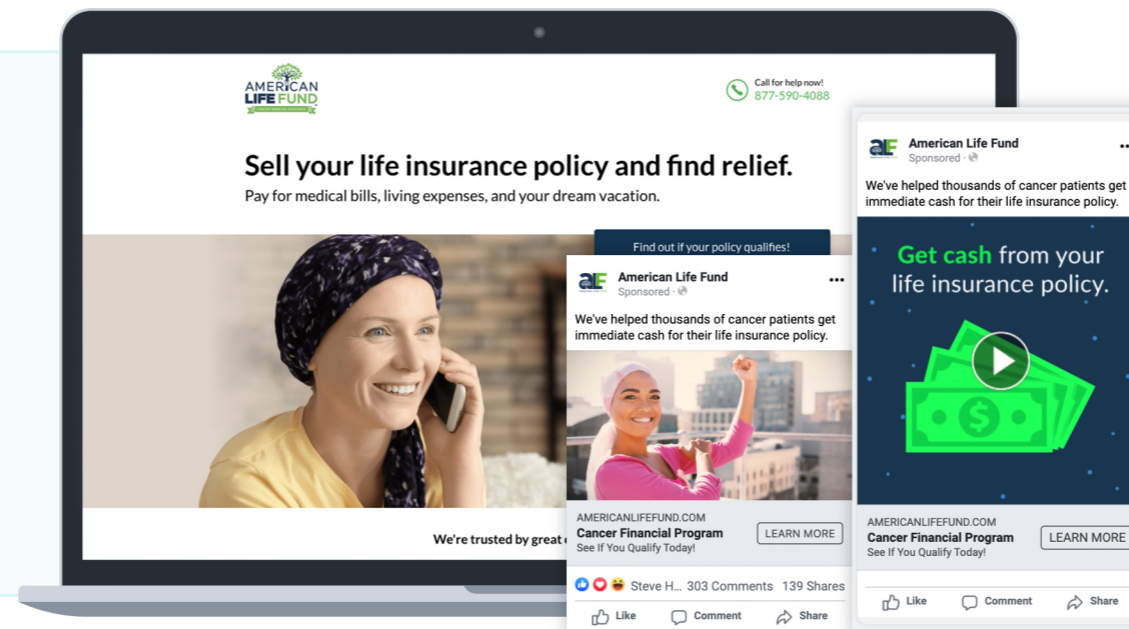 AMERICAN
LIFE FUND
Call for help now!
877-590-4088
Sell your life insurance policy and find relief.
Pay for medical bills, living expenses, and your dream vacation.
Find out if your policy qualifies!
We're trusted by great
aLF
American Life Fund
Sponsored ·
We've helped thousands of cancer patients get
immediate cash for their life insurance policy.
AMERICANLIFEFUND.COM
Cancer Financial Program
See If You Qualify Today!
LEARN MORE
Steve H... 303 Comments 139 Shares
Like Comment Share
aLF
American Life Fund
Sponsored ·
We've helped thousands of cancer patients get
immediate cash for their life insurance policy.
Get cash from your
life insurance policy.
$
AMERICANLIFEFUND.COM
Cancer Financial Program
See If You Qualify Today!
LEARN MORE
Like Comment Share